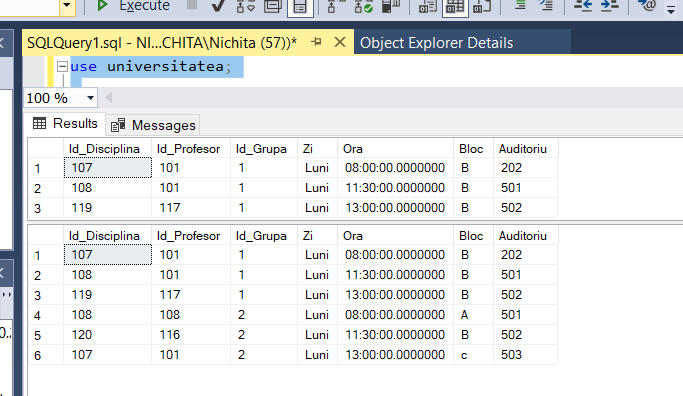 Execute
SQLQuery1.sql - NI...CHITA\Nichita (57))* Object Explorer Details
use universitatea;
100 %
Results Messages
Id_Disciplina Id_Profesor Id_Grupa Zi Ora Bloc Auditoriu
1 107 101 1 Luni 08:00:00.0000000 B 202
2 108 101 1 Luni 11:30:00.0000000 B 501
3 119 117 1 Luni 13:00:00.0000000 B 502
Id_Disciplina Id_Profesor Id_Grupa Zi Ora Bloc Auditoriu
1 107 101 1 Luni 08:00:00.0000000 B 202
2 108 101 1 Luni 11:30:00.0000000 B 501
3 119 117 1 Luni 13:00:00.0000000 B 502
4 108 108 2 Luni 08:00:00.0000000 A 501
5 120 116 2 Luni 11:30:00.0000000 B 502
6 107 101 2 Luni 13:00:00.0000000 c 503